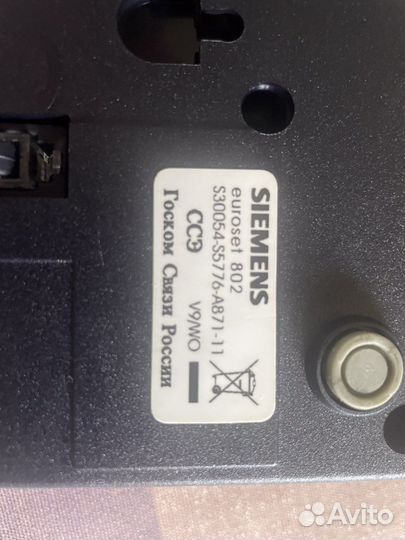 SIEMENS
euroset 802
S30054-S5776-A871-11
V9/WO
ССЭ
Госком Связи России
Avito